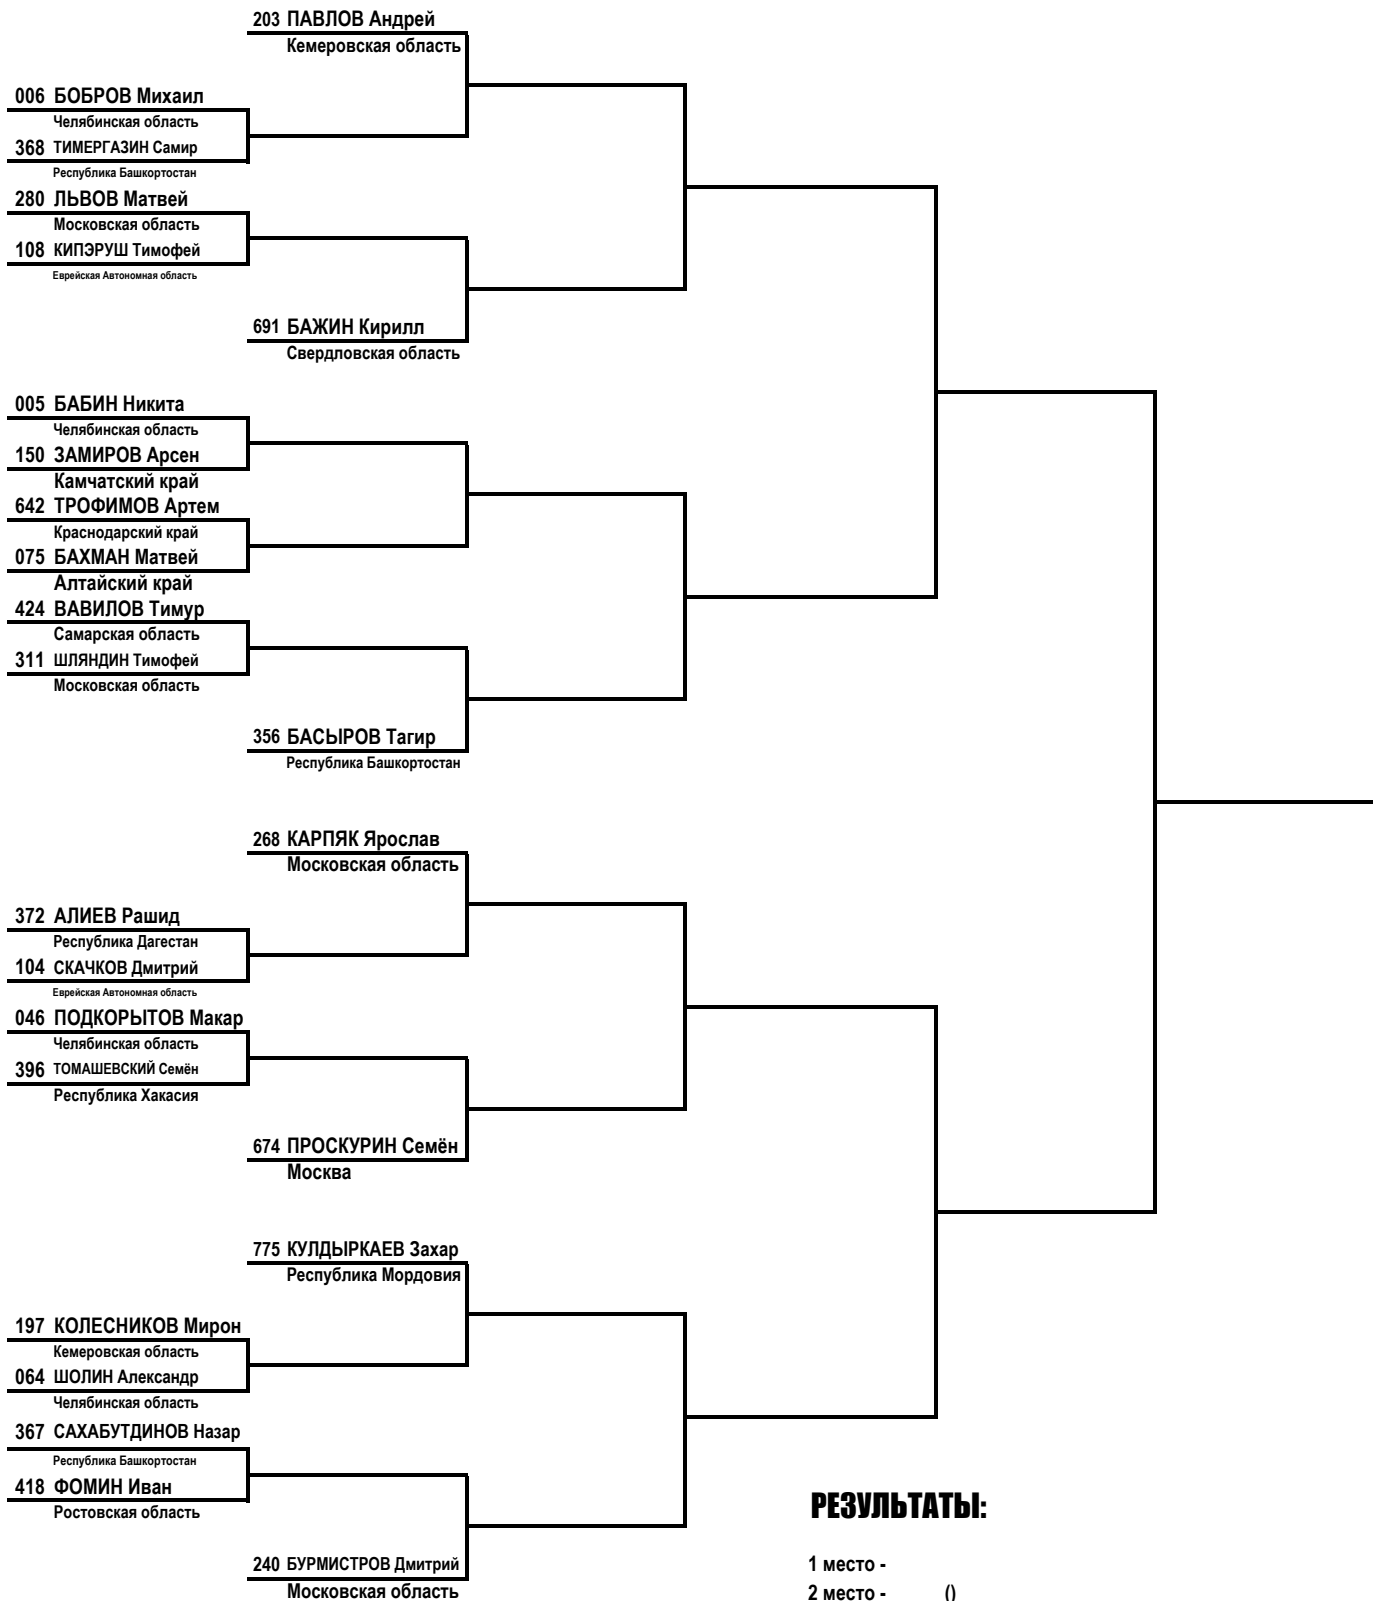 203 ПАВЛОВ Андрей
Кемеровская область
006 БОБРОВ Михаил
Челябинская область
368 ТИМЕРГАЗИН Самир
Республика Башкортостан
280 ЛЬВОВ Матвей
Московская область
108 КИПЭРУШ Тимофей
Еврейская Автономная область
691 БАЖИН Кирилл
Свердловская область
005 БАБИН Никита
Челябинская область
150 ЗАМИРОВ Арсен
Камчатский край
642 ТРОФИМОВ Артем
Краснодарский край
075 БАХМАН Матвей
Алтайский край
424 ВАВИЛОВ Тимур
Самарская область
311 ШЛЯНДИН Тимофей
Московская область
356 БАСЫРОВ Тагир
Республика Башкортостан
268 КАРПЯК Ярослав
Московская область
372 АЛИЕВ Рашид
Республика Дагестан
104 СКАЧКОВ Дмитрий
Еврейская Автономная область
046 ПОДКОРЫТОВ Макар
Челябинская область
396 ТОМАШЕВСКИЙ Семён
Республика Хакасия
674 ПРОСКУРИН Семён
Москва
775 КУЛДЫРКАЕВ Захар
Республика Мордовия
197 КОЛЕСНИКОВ Мирон
Кемеровская область
064 ШОЛИН Александр
Челябинская область
367 САХАБУТДИНОВ Назар
Республика Башкортостан
418 ФОМИН Иван
Ростовская область
240 БУРМИСТРОВ Дмитрий
Московская область
РЕЗУЛЬТАТЫ:
1 место -
2 место - ()